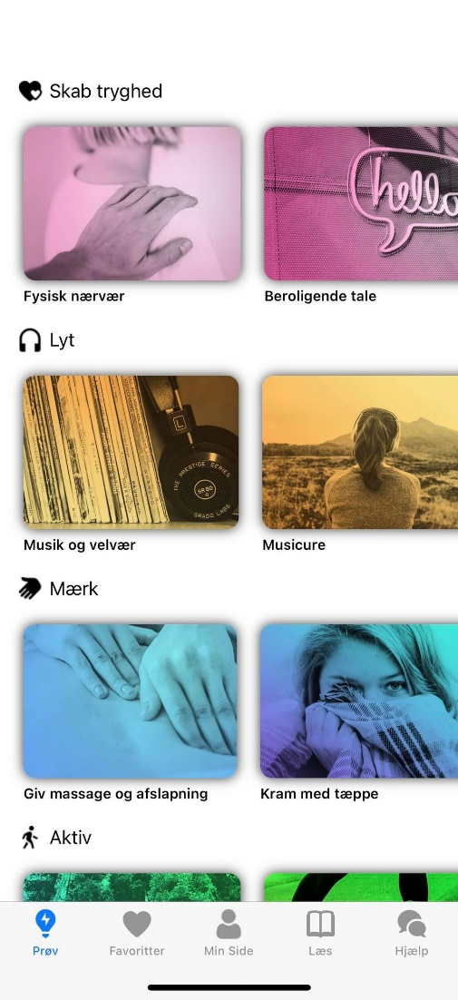 Skab tryghed
hello
Fysisk nærvær
Beroligende tale
Lyt
L
THE PRESTIGE SERIES
SR80
GRADO LABS
Musik og velvær
Musicure
Mærk
Giv massage og afslapning
Kram med tæppe
Aktiv
Prøv
Favoritter
Min Side
Læs
Hjælp